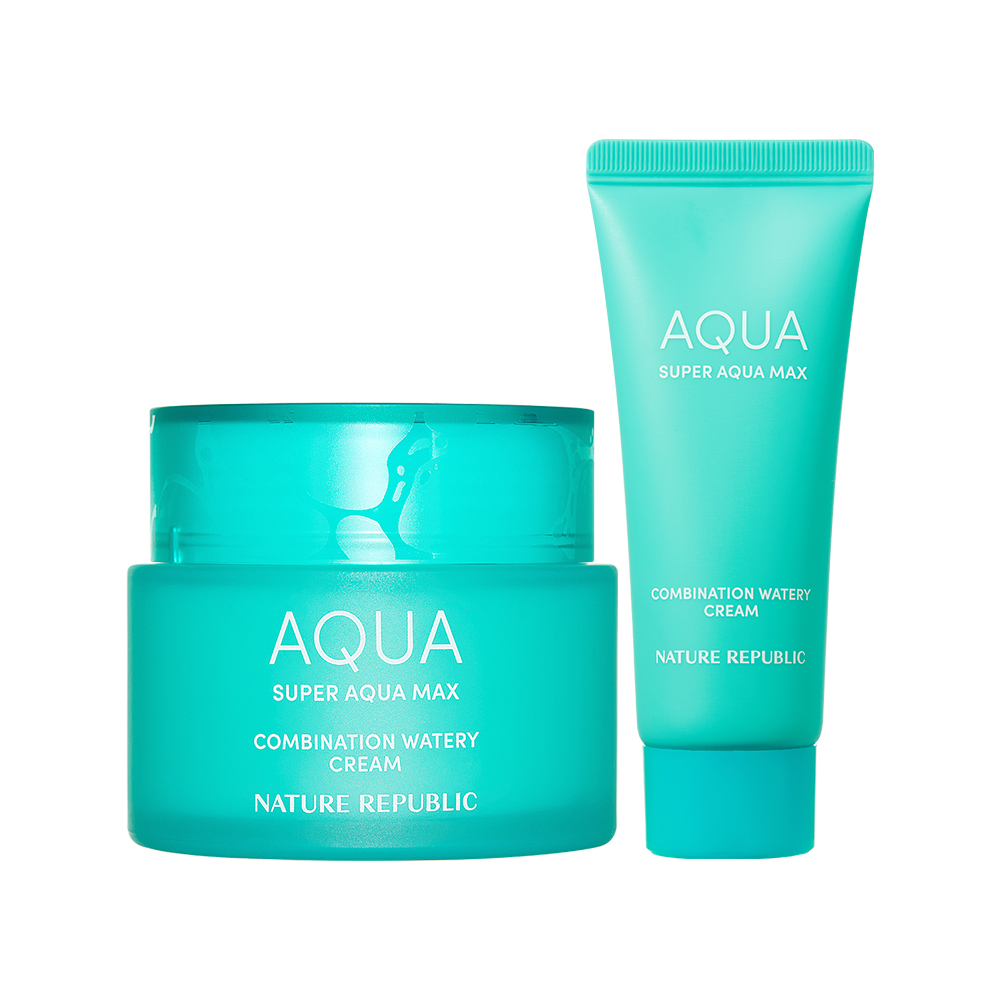 AQUA
SUPER AQUA MAX
COMBINATION WATERY
CREAM
NATURE REPUBLIC
AQUA
SUPER AQUA MAX
COMBINATION WATERY
CREAM
NATURE REPUBLIC